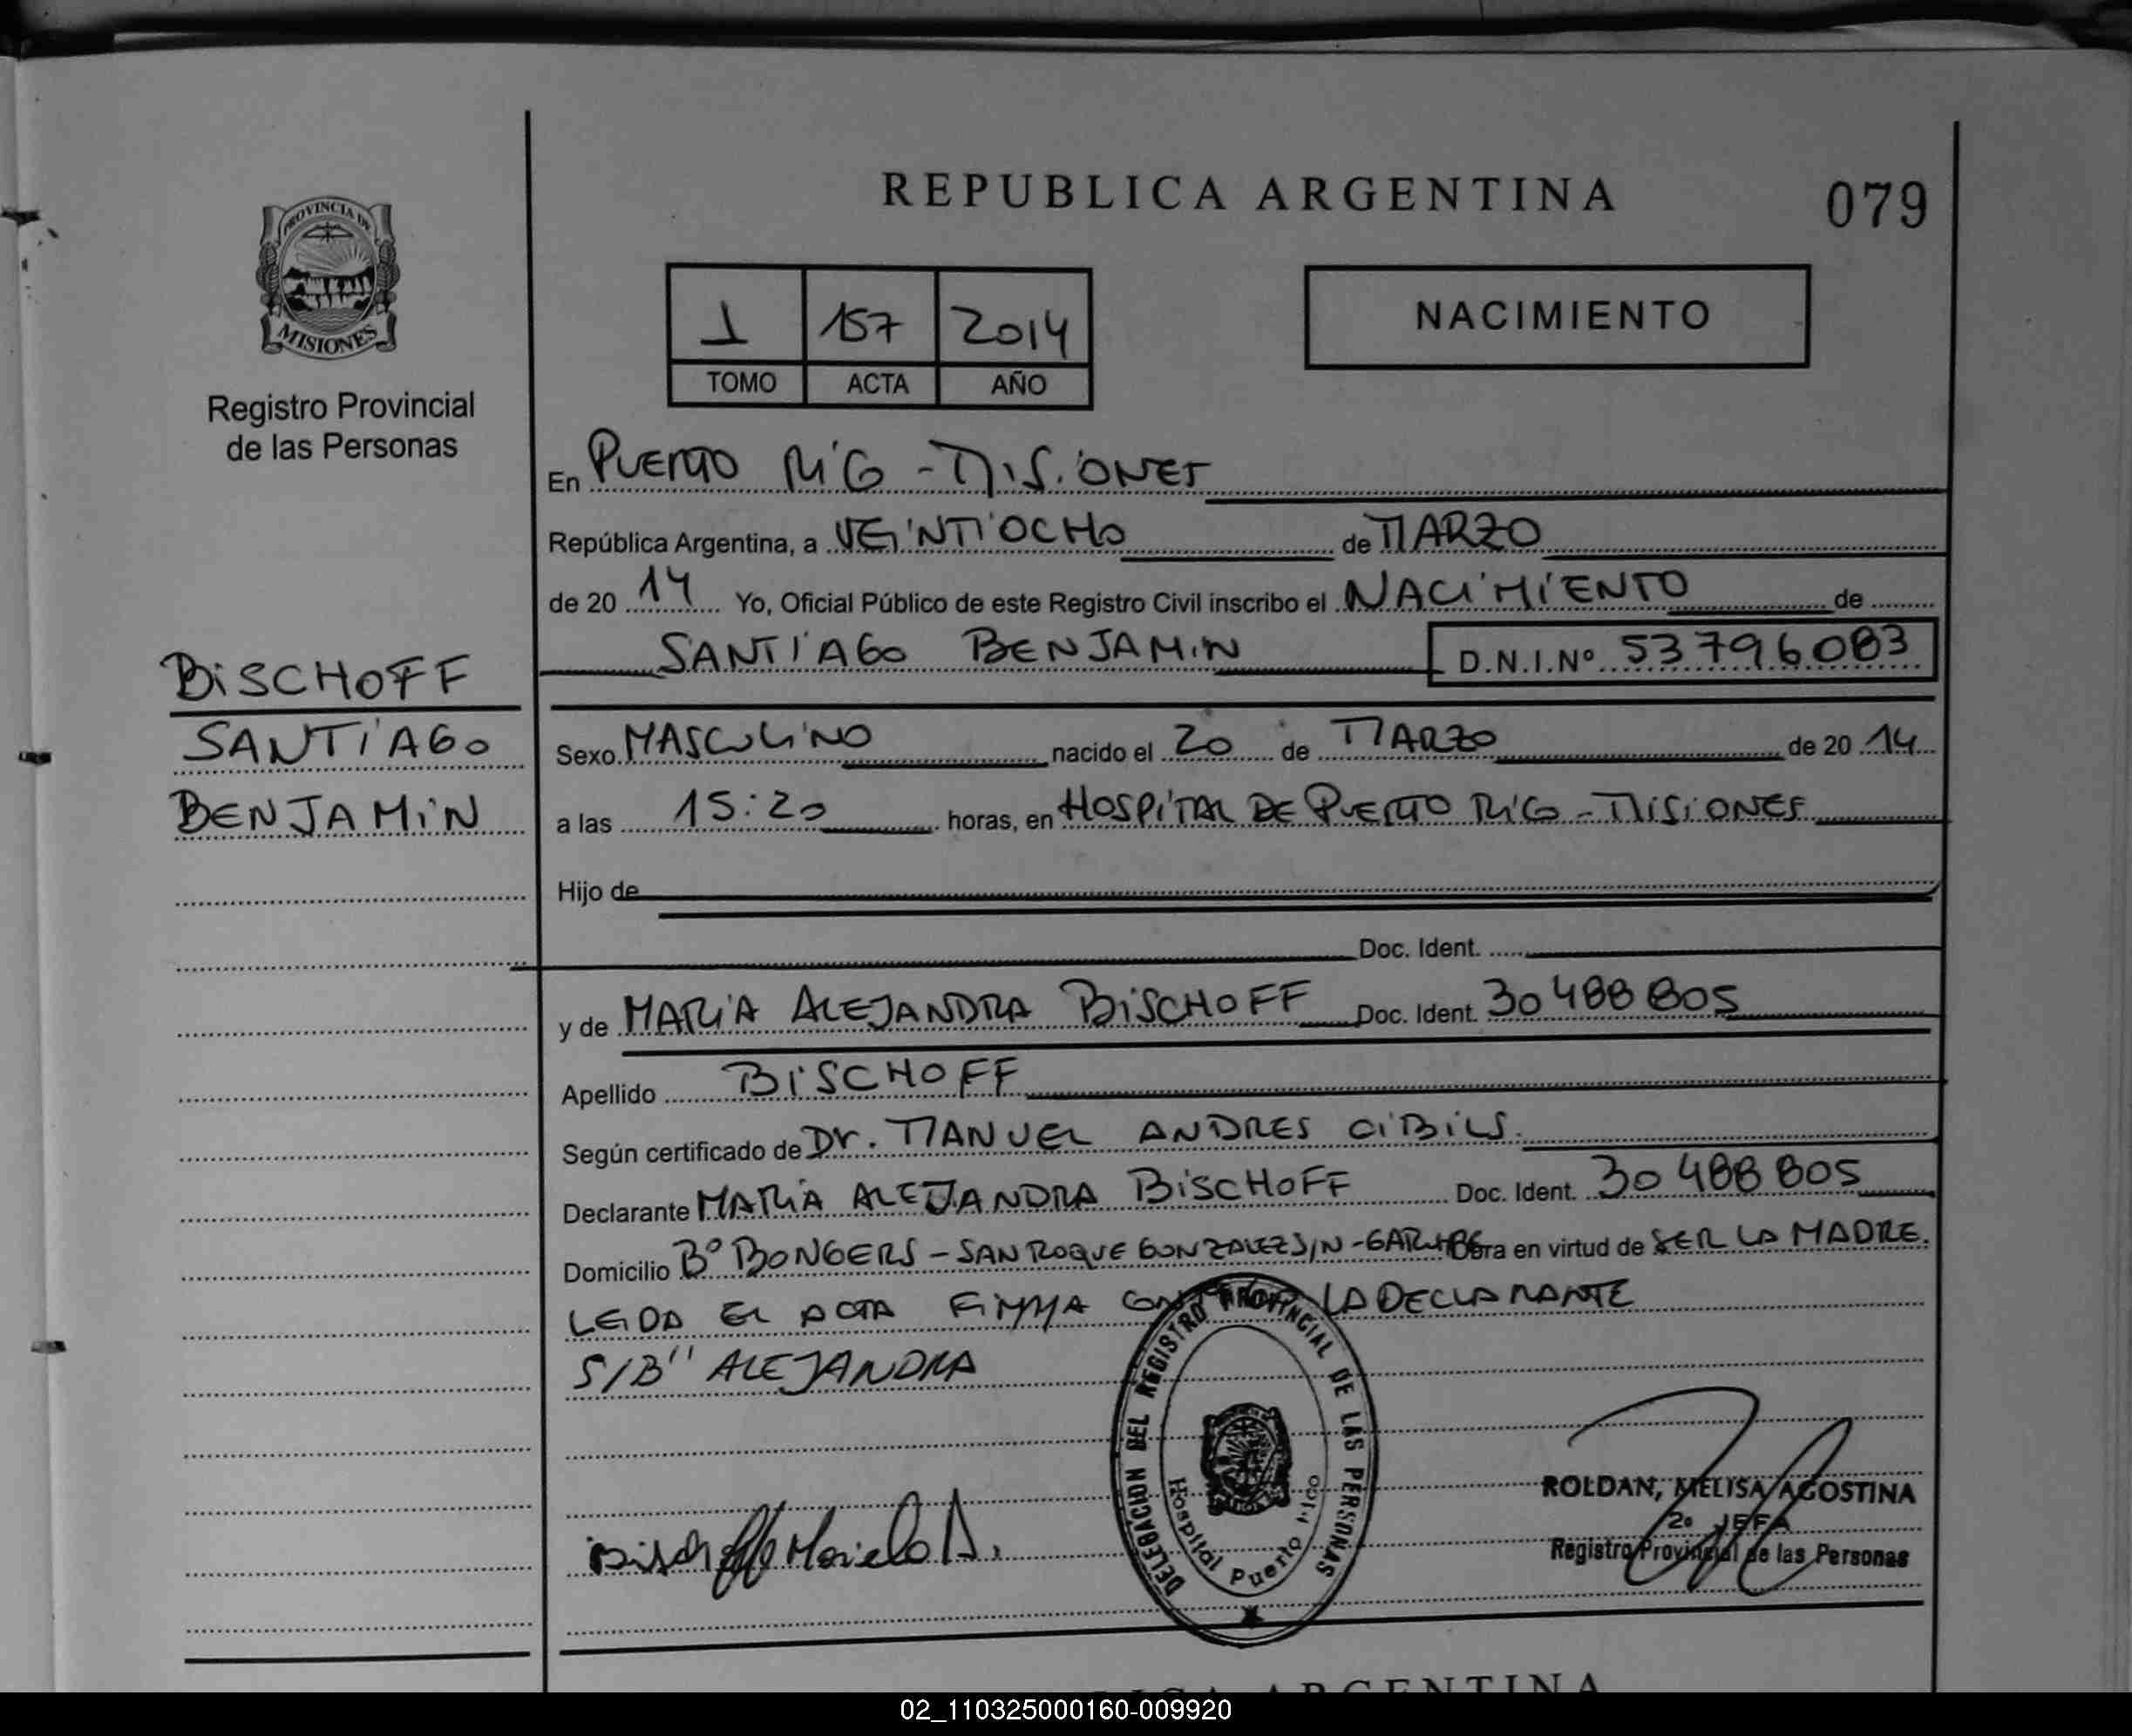 REPUBLICA ARGENTINA
079
PROVINCIA DE
MISIONES
Registro Provincial
de las Personas
1 157 2014
TOMO ACTA AÑO
NACIMIENTO
En PUERTO RICO - MISIONES
República Argentina, a VEINTIOCHO de MARZO
de 20 14 Yo, Oficial Público de este Registro Civil inscribo el NACIMIENTO de
SANTIAGO BENJAMIN D.N.I.Nº 53796083
BISCHOFF
SANTIAGO
BENJAMIN
Sexo MASCULINO nacido el 20 de MARZO de 20 14
a las 15:20 horas, en HOSPITAL DE PUERTO RICO - MISIONES
Hijo de
Doc. Ident.
y de MARIA ALEJANDRA BISCHOFF Doc. Ident. 30488805
Apellido BISCHOFF
Según certificado de Dr. MANUEL ANDRES CIBILS.
Declarante MARIA ALEJANDRA BISCHOFF Doc. Ident. 30488805
Domicilio Bº BONGERS - SAN ROQUE GONZALEZ S/N - obra en virtud de SER LA MADRE.
LEIDA EL ACTA FIRMA LA DECLARANTE
S/B" ALEJANDRA
DELEGACION DEL REGISTRO PROVINCIAL DE LAS PERSONAS
Hospital Puerto Rico
Bischoff A.
ROLDAN, MELISA AGOSTINA
2º JEFA
Registro Provincial de las Personas
ARGENTINA
02_110325000160-009920